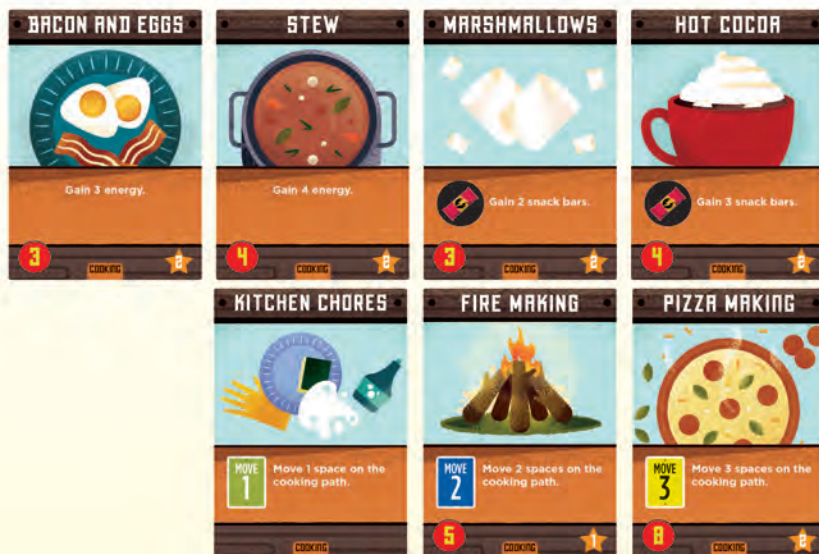 BACON AND EGGS
STEW
MARSHMALLOWS
HOT COCOA
Gain 3 energy.
Gain 4 energy.
Gain 2 snack bars.
Gain 3 snack bars.
3
COOKING
2
4
COOKING
2
3
COOKING
2
4
COOKING
2
KITCHEN CHORES
FIRE MAKING
PIZZA MAKING
MOVE
1
Move 1 space on the
cooking path.
MOVE
2
Move 2 spaces on the
cooking path.
MOVE
3
Move 3 spaces on the
cooking path.
COOKING
5
COOKING
1
8
COOKING
2